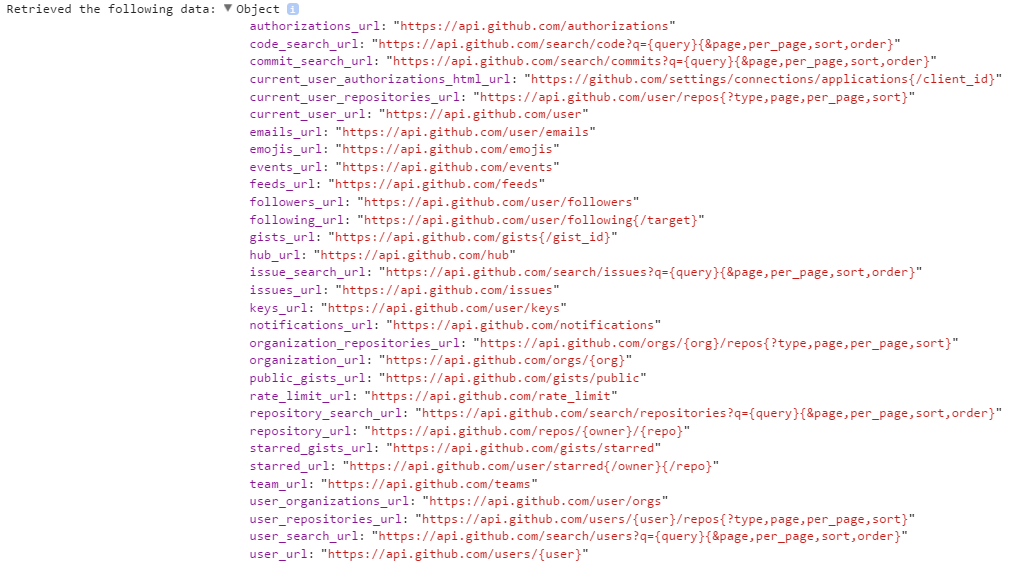 Retrieved the following data: ▼ Object i
authorizations_url: "https://api.github.com/authorizations"
code_search_url: "https://api.github.com/search/code?q={query}{&page,per_page,sort,order}"
commit_search_url: "https://api.github.com/search/commits?q={query}{&page,per_page,sort,order}"
current_user_authorizations_html_url: "https://github.com/settings/connections/applications{/client_id}"
current_user_repositories_url: "https://api.github.com/user/repos{?type,page,per_page,sort}"
current_user_url: "https://api.github.com/user"
emails_url: "https://api.github.com/user/emails"
emojis_url: "https://api.github.com/emojis"
events_url: "https://api.github.com/events"
feeds_url: "https://api.github.com/feeds"
followers_url: "https://api.github.com/user/followers"
following_url: "https://api.github.com/user/following{/target}"
gists_url: "https://api.github.com/gists{/gist_id}"
hub_url: "https://api.github.com/hub"
issue_search_url: "https://api.github.com/search/issues?q={query}{&page,per_page,sort,order}"
issues_url: "https://api.github.com/issues"
keys_url: "https://api.github.com/user/keys"
notifications_url: "https://api.github.com/notifications"
organization_repositories_url: "https://api.github.com/orgs/{org}/repos{?type,page,per_page,sort}"
organization_url: "https://api.github.com/orgs/{org}"
public_gists_url: "https://api.github.com/gists/public"
rate_limit_url: "https://api.github.com/rate_limit"
repository_search_url: "https://api.github.com/search/repositories?q={query}{&page,per_page,sort,order}"
repository_url: "https://api.github.com/repos/{owner}/{repo}"
starred_gists_url: "https://api.github.com/gists/starred"
starred_url: "https://api.github.com/user/starred{/owner}{/repo}"
team_url: "https://api.github.com/teams"
user_organizations_url: "https://api.github.com/user/orgs"
user_repositories_url: "https://api.github.com/users/{user}/repos{?type,page,per_page,sort}"
user_search_url: "https://api.github.com/search/users?q={query}{&page,per_page,sort,order}"
user_url: "https://api.github.com/users/{user}"